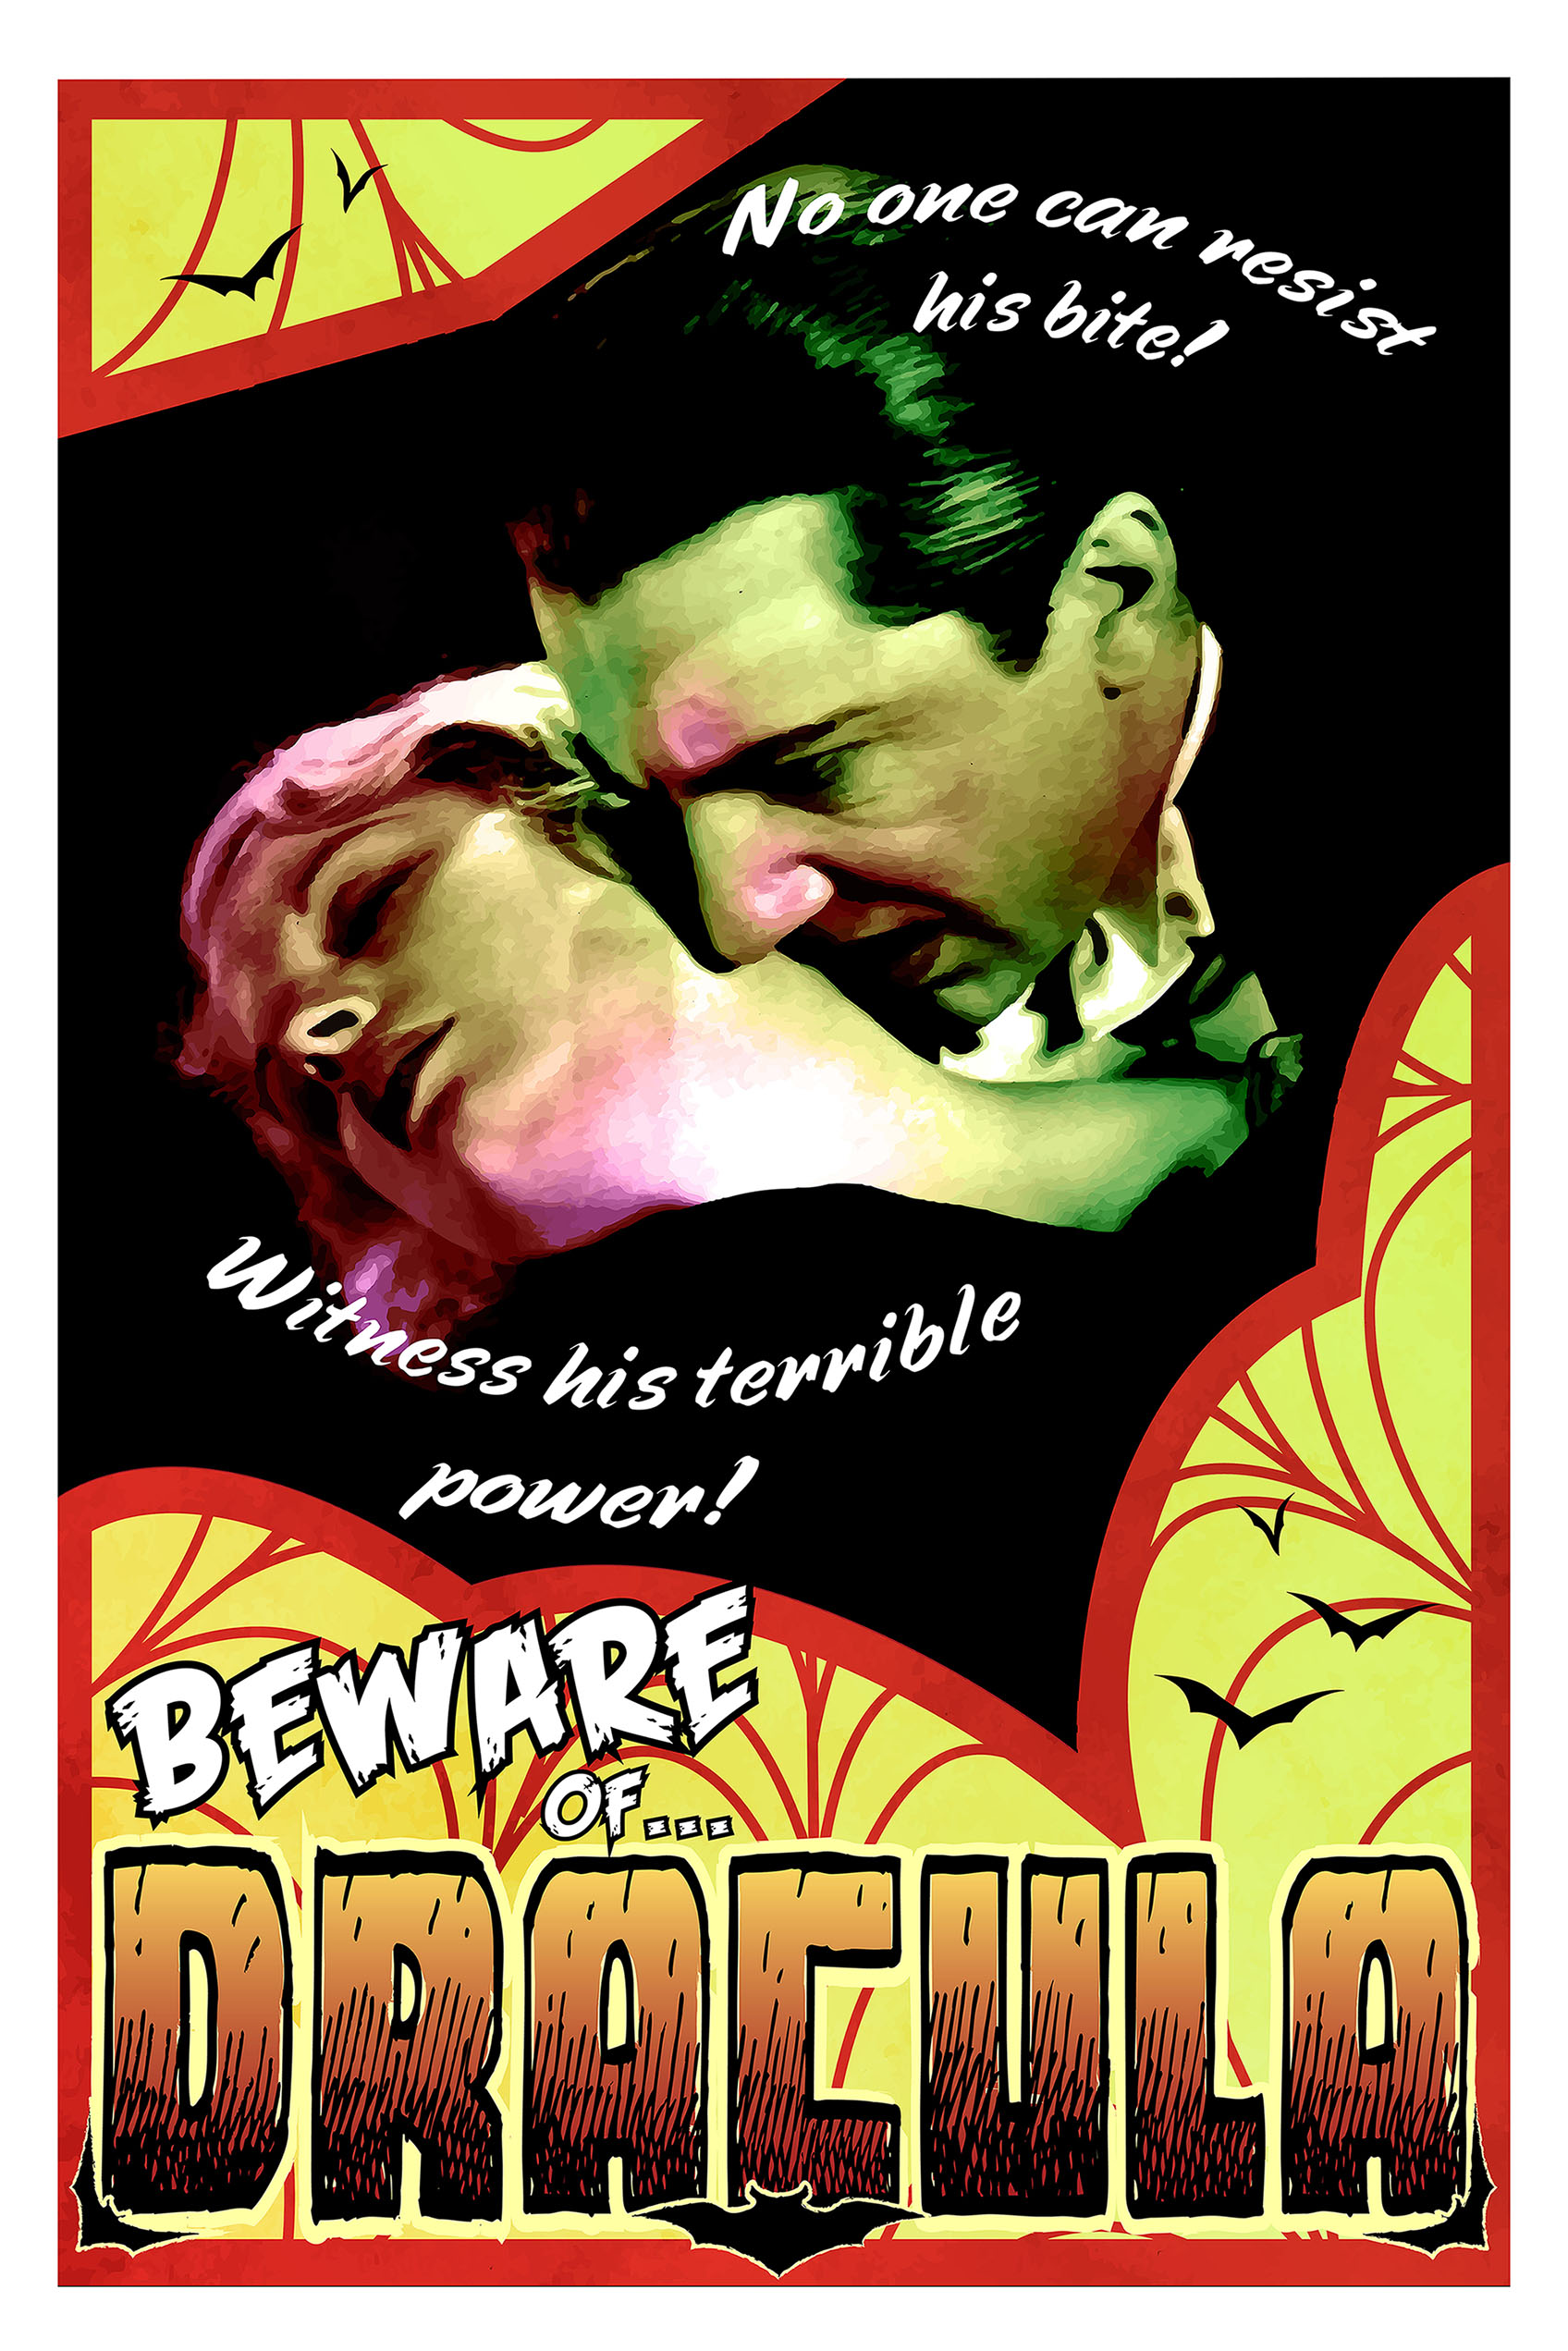 No one can resist
his bite!
Witness his terrible
power!
BEWARE
OF...
DRACULA